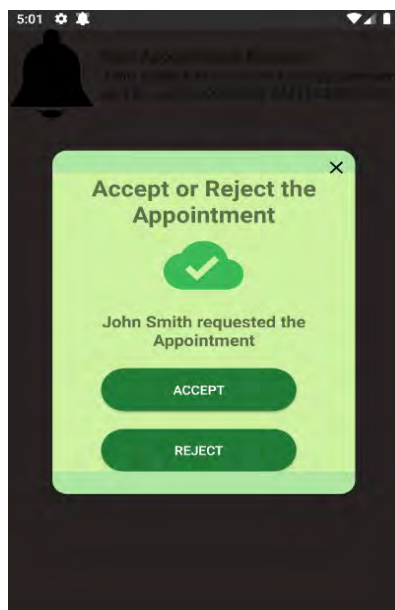 5:01
Accept or Reject the
Appointment
John Smith requested the
Appointment
ACCEPT
REJECT